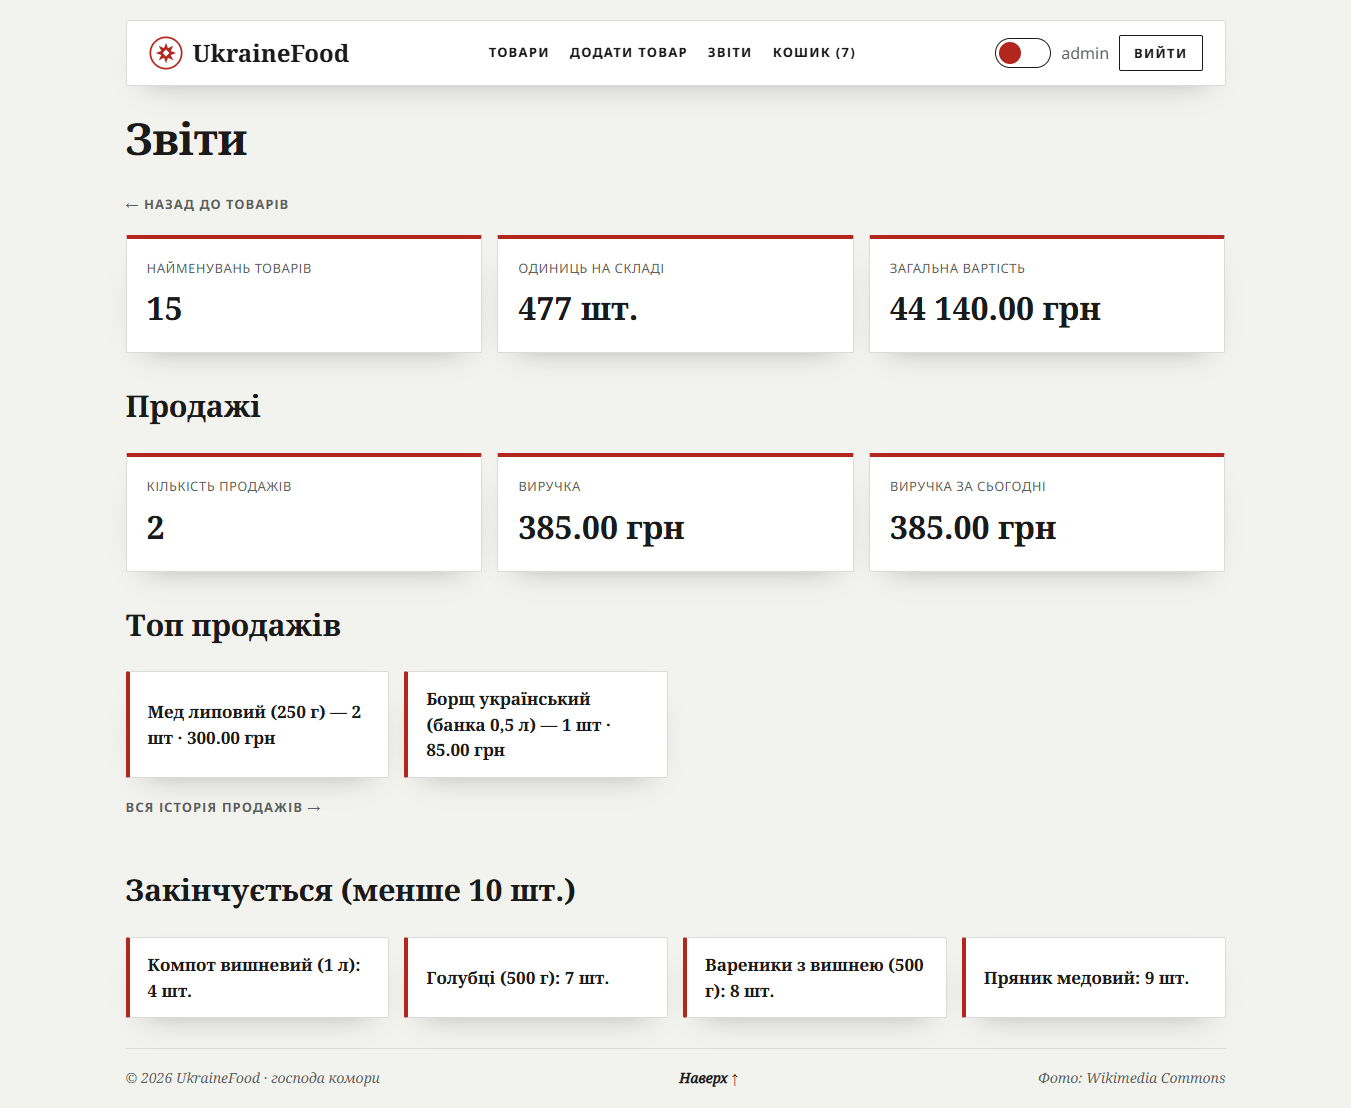 UkraineFood
ТОВАРИ ДОДАТИ ТОВАР ЗВІТИ КОШИК (7)
admin ВИЙТИ
Звіти
← НАЗАД ДО ТОВАРІВ
НАЙМЕНУВАНЬ ТОВАРІВ
15
ОДИНИЦЬ НА СКЛАДІ
477 шт.
ЗАГАЛЬНА ВАРТІСТЬ
44 140.00 грн
Продажі
КІЛЬКІСТЬ ПРОДАЖІВ
2
ВИРУЧКА
385.00 грн
ВИРУЧКА ЗА СЬОГОДНІ
385.00 грн
Топ продажів
Мед липовий (250 г) — 2
шт · 300.00 грн
Борщ український
(банка 0,5 л) — 1 шт ·
85.00 грн
ВСЯ ІСТОРІЯ ПРОДАЖІВ →
Закінчується (менше 10 шт.)
Компот вишневий (1 л):
4 шт.
Голубці (500 г): 7 шт.
Вареники з вишнею (500
г): 8 шт.
Пряник медовий: 9 шт.
© 2026 UkraineFood · господа комори
Наверх ↑
Фото: Wikimedia Commons